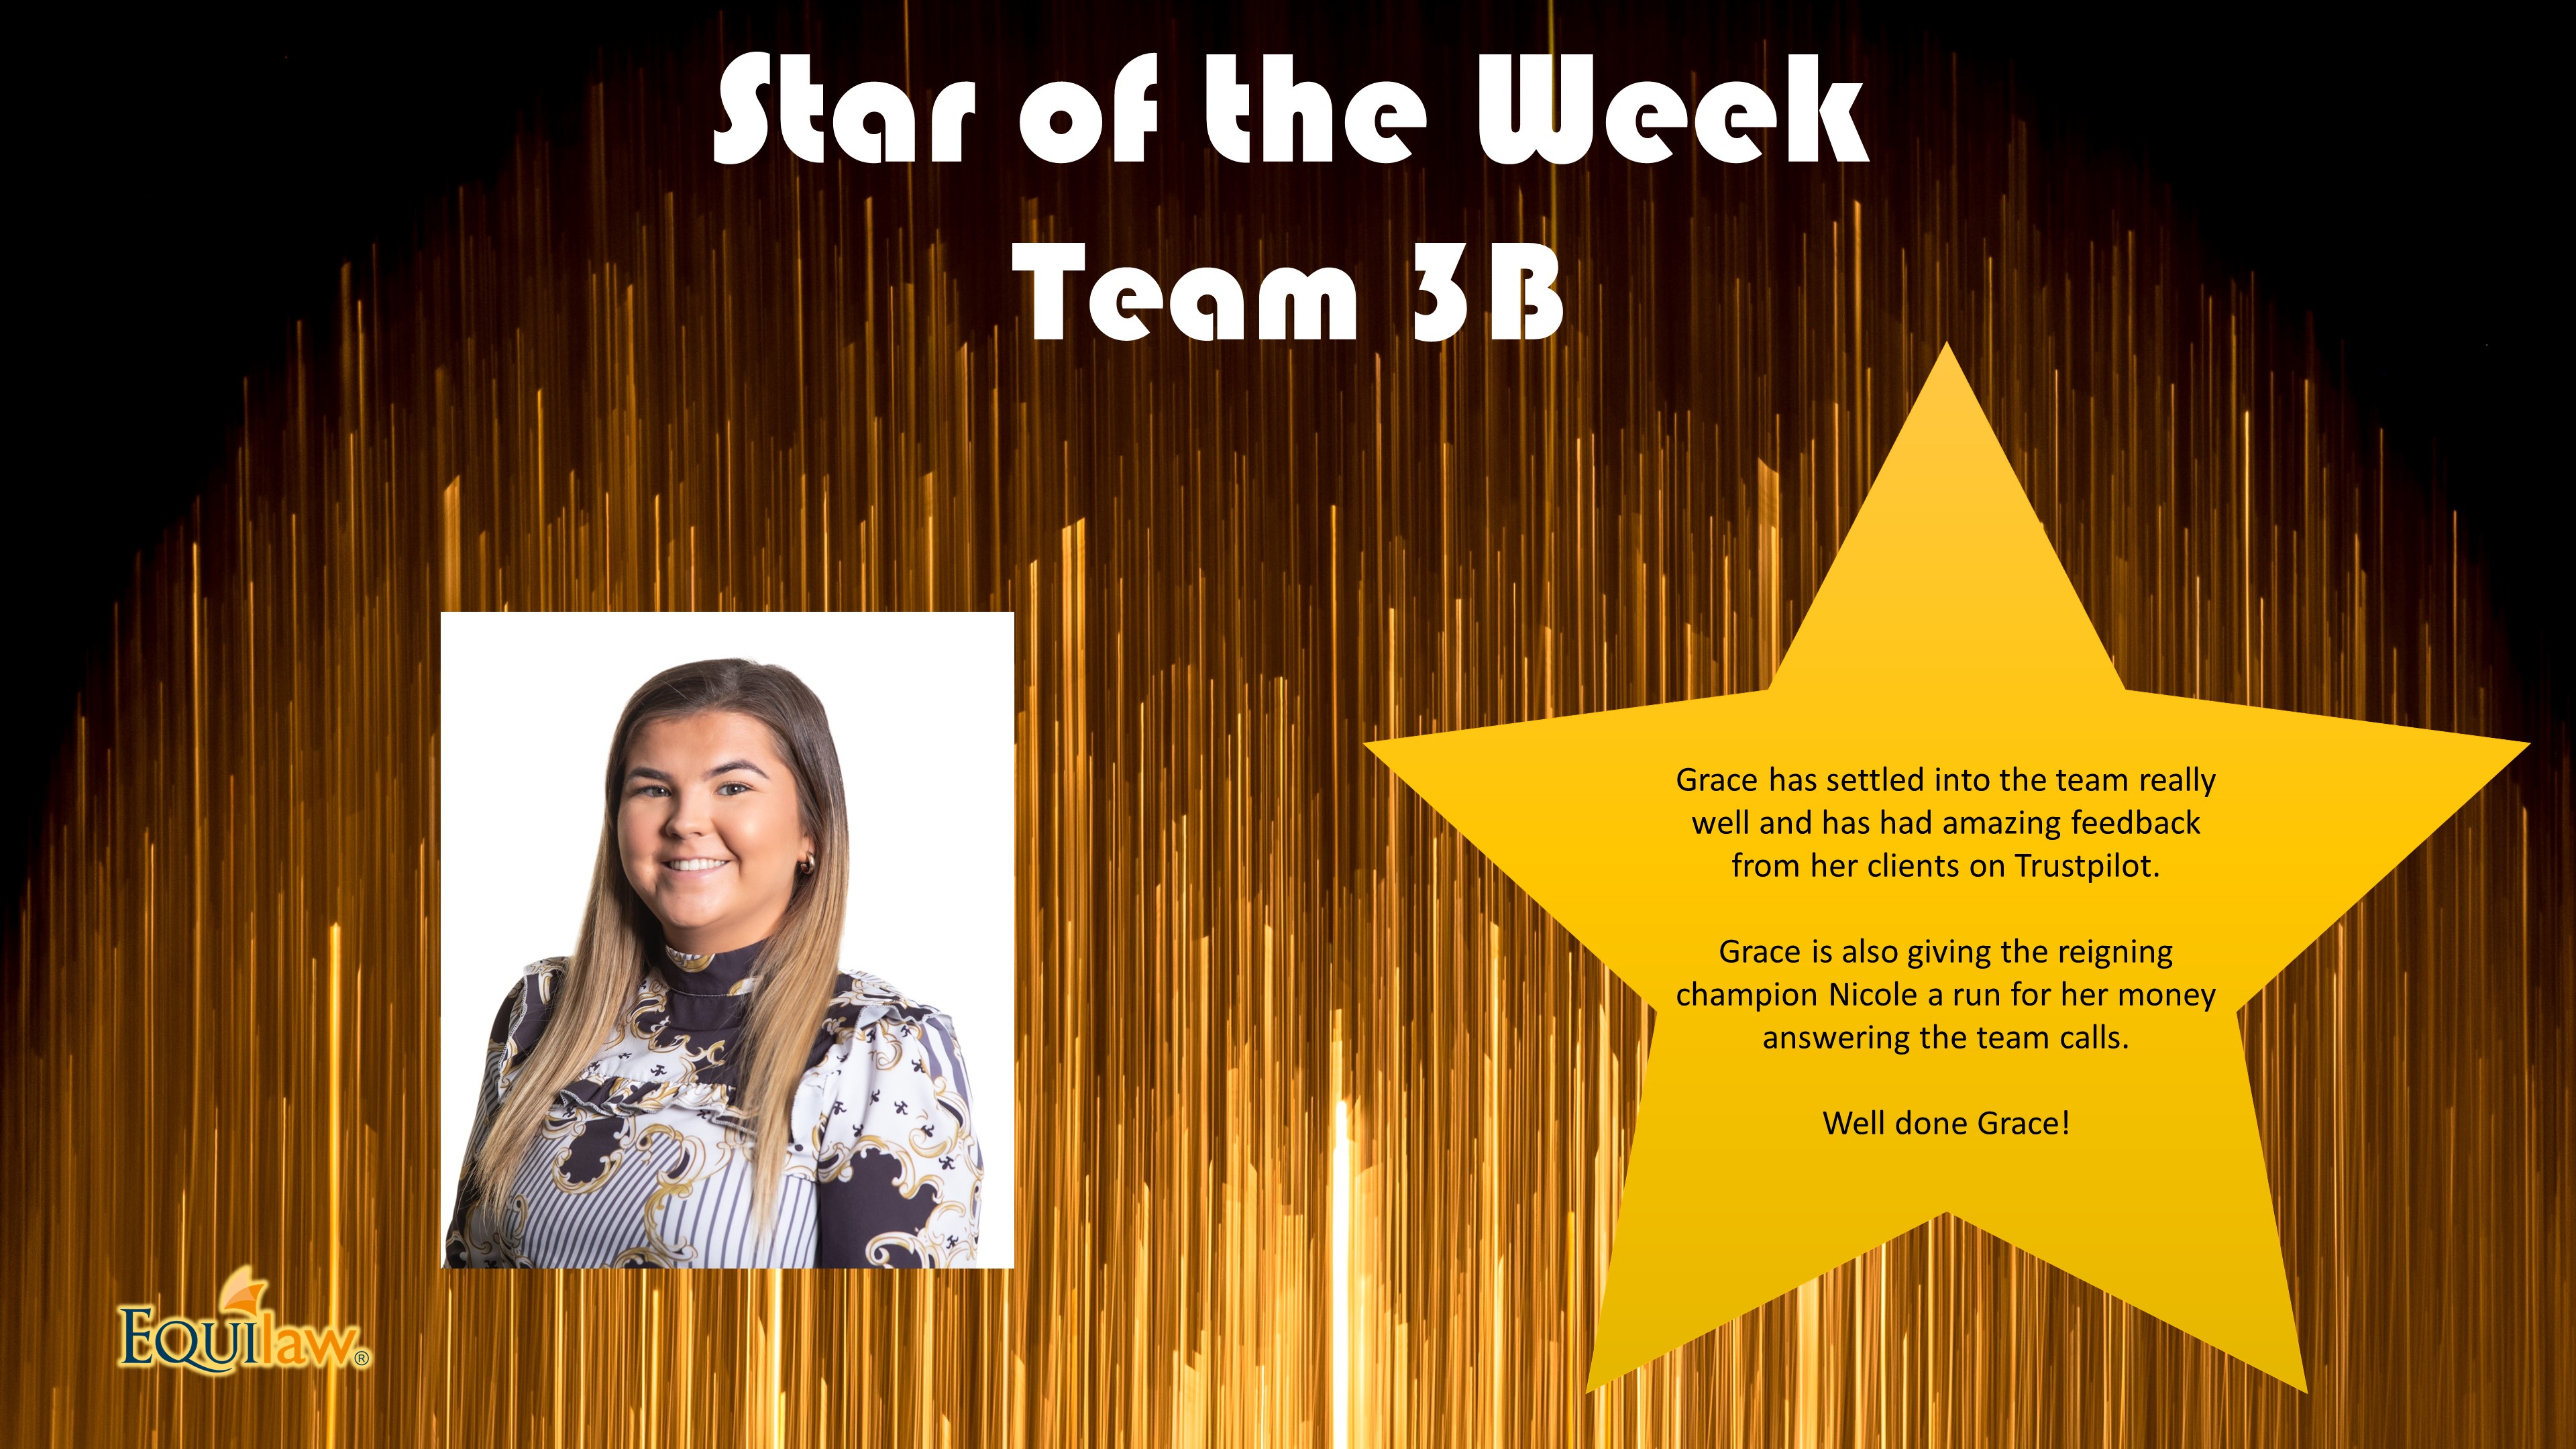 Star of the Week
Team 3B
Grace has settled into the team really
well and has had amazing feedback
from her clients on Trustpilot.
Grace is also giving the reigning
champion Nicole a run for her money
answering the team calls.
Well done Grace!
EQUIlaw®